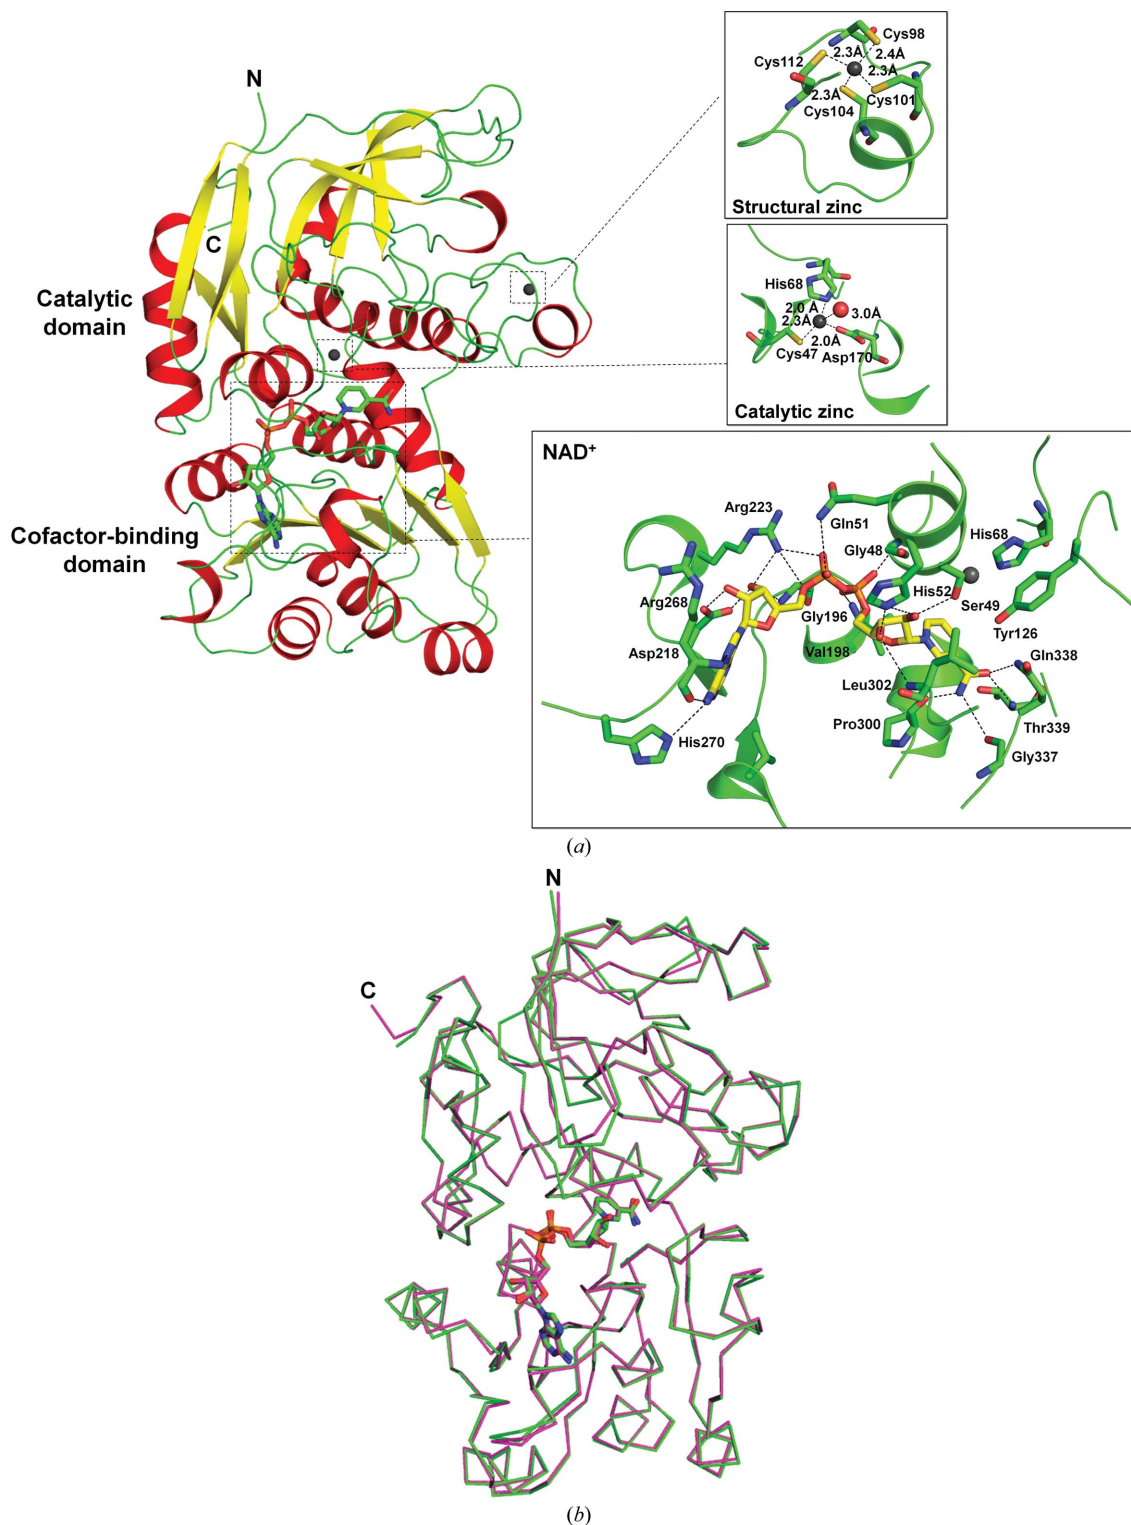 N
C
Catalytic
domain
Cofactor-binding
domain
Cys98
Cys112
2.3Å
2.4Å
2.3Å
2.3Å
Cys101
Cys104
Structural zinc
His68
2.0 Å
3.0Å
2.3Å
2.0Å
Cys47
Asp170
Catalytic zinc
NAD+
Arg223
Gln51
Gly48
His68
Arg268
His52
Ser49
Gly196
Tyr126
Asp218
Val198
Gln338
Leu302
Pro300
Thr339
His270
Gly337
(a)
N
C
(b)